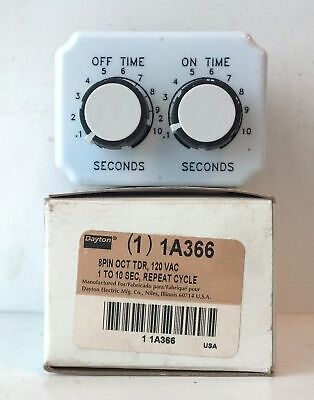 OFF TIME ON TIME
.1 1 2 3 4 5 6 7 8 9 10
.1 1 2 3 4 5 6 7 8 9 10
SECONDS SECONDS
Dayton® (1) 1A366
8PIN OCT TDR, 120 VAC
1 TO 10 SEC, REPEAT CYCLE
Manufactured For/Fabricado para/Fabriqué pour
Dayton Electric Mfg. Co., Niles, Illinois 60714 U.S.A.
1 1A366
USA